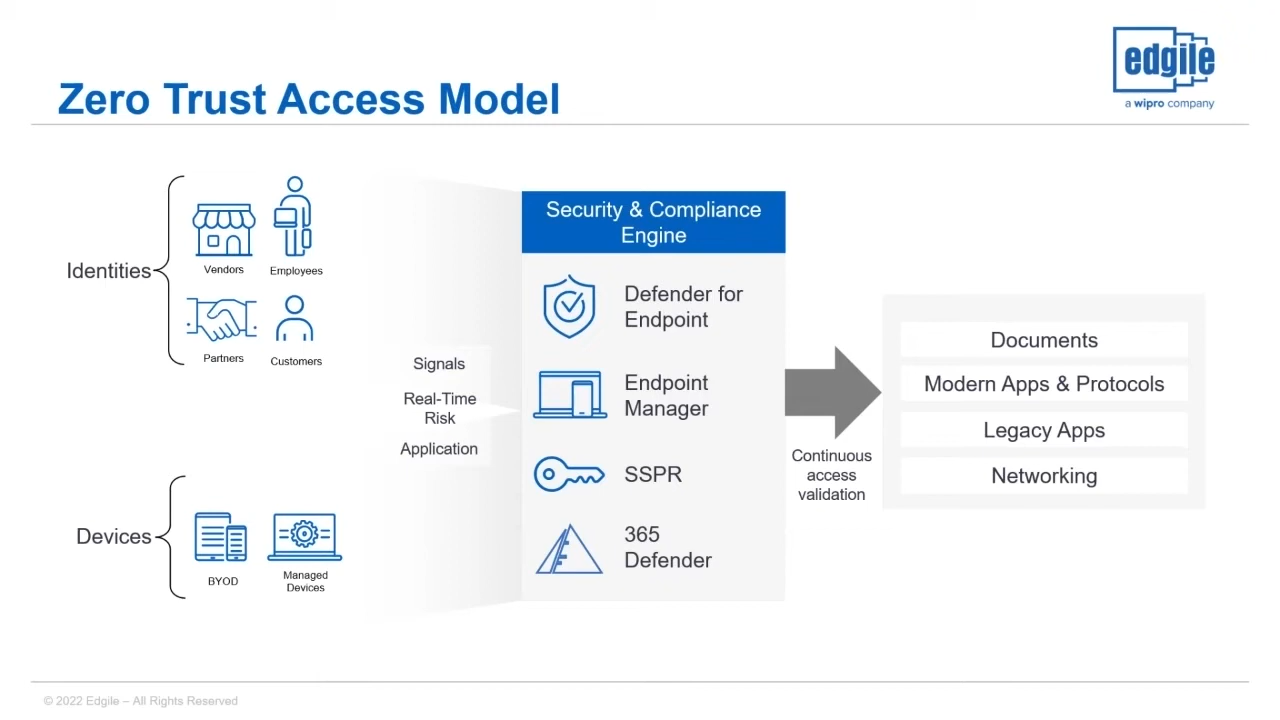 edgile
a wipro company
Zero Trust Access Model
Identities
Vendors
Employees
Partners
Customers
Devices
BYOD
Managed
Devices
Signals
Real-Time
Risk
Application
Security & Compliance
Engine
Defender for
Endpoint
Endpoint
Manager
SSPR
365
Defender
Continuous
access
validation
Documents
Modern Apps & Protocols
Legacy Apps
Networking
© 2022 Edgile – All Rights Reserved